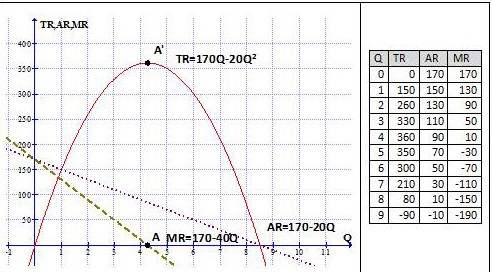 TR,AR,MR
400
350
300
250
200
150
100
50
A'
TR=170Q-20Q²
AR=170-20Q
A MR=170-40Q
Q
-1 1 2 3 4 5 6 7 8 9 10 11
Q TR AR MR
0 0 170 170
1 150 150 130
2 260 130 90
3 330 110 50
4 360 90 10
5 350 70 -30
6 300 50 -70
7 210 30 -110
8 80 10 -150
9 -90 -10 -190